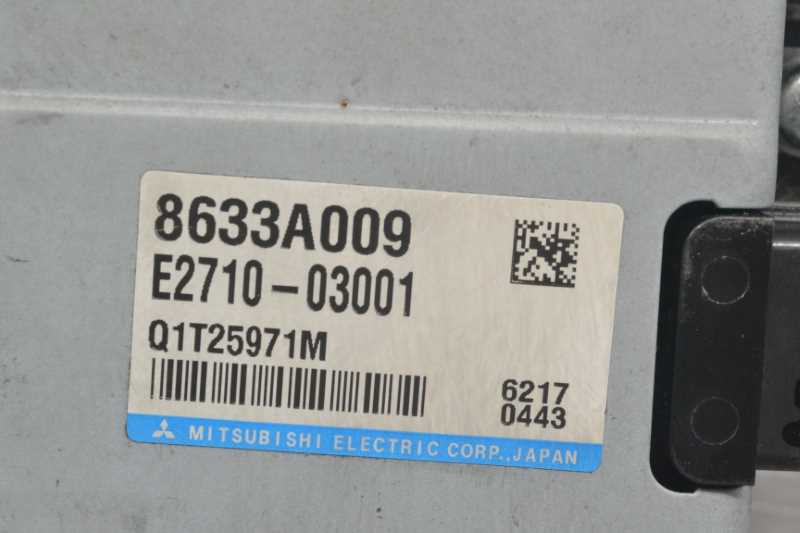 8633A009
E2710-03001
Q1T25971M
6217
0443
MITSUBISHI ELECTRIC CORP., JAPAN